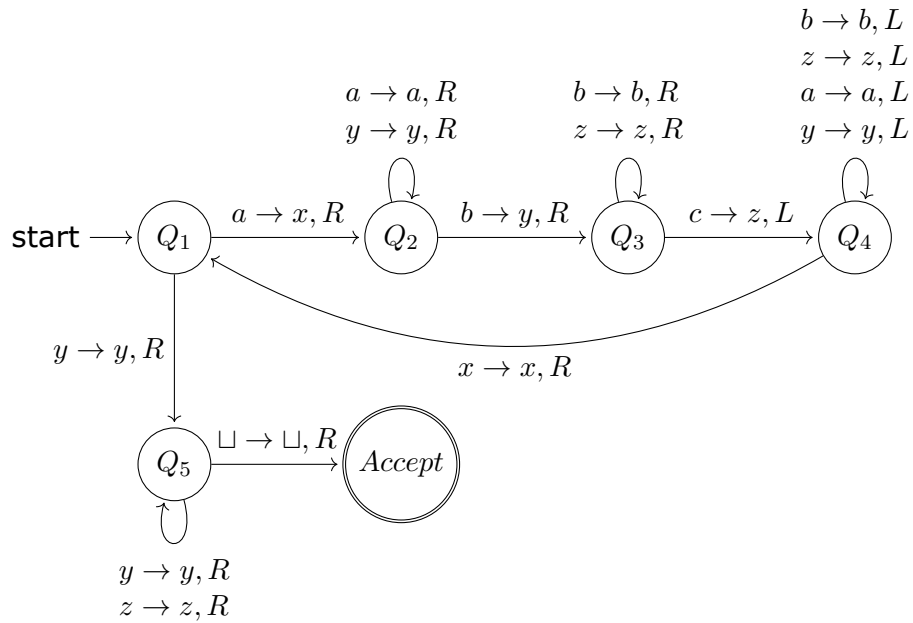 b → b, L
z → z, L
a → a, R
b → b, R
a → a, L
y → y, R
z → z, R
y → y, L
start
Q₁
a → x, R
Q₂
b → y, R
Q₃
c → z, L
Q₄
y → y, R
x → x, R
Q₅
⊔ → ⊔, R
Accept
y → y, R
z → z, R